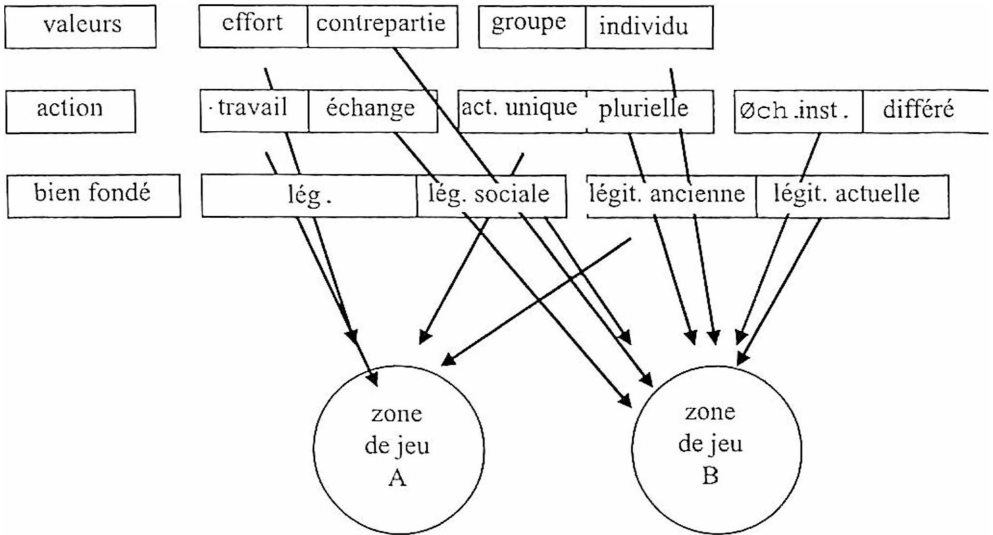 valeurs effort contrepartie groupe individu
action travail échange act. unique plurielle Øch.inst. différé
bien fondé lég. lég. sociale légit. ancienne légit. actuelle
zone
de jeu
A
zone
de jeu
B